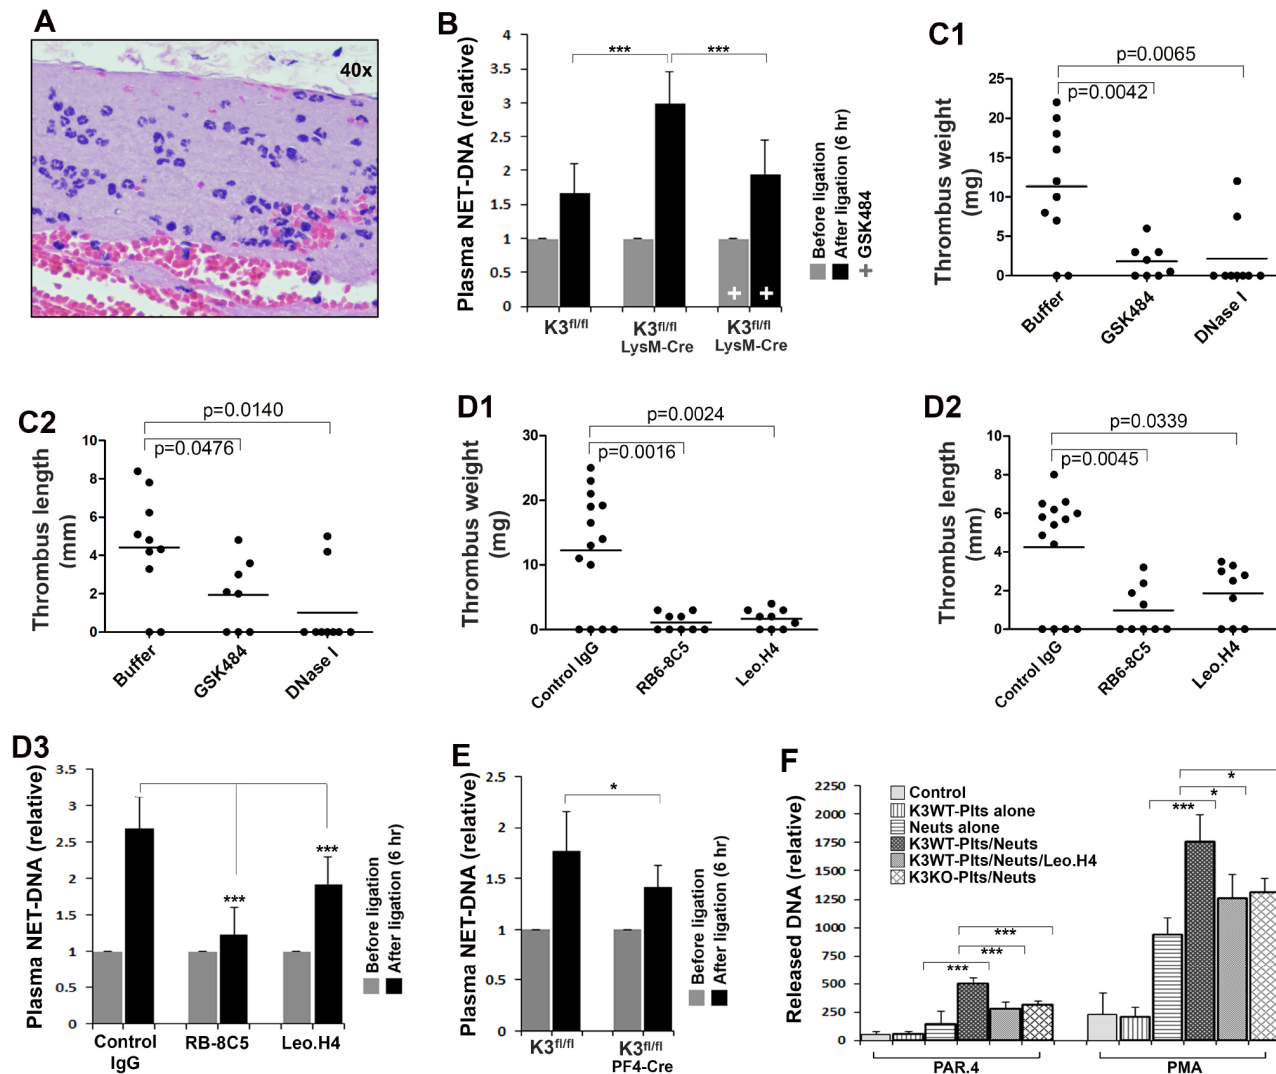 A
40x
B
Plasma NET-DNA (relative)
4
3.5
3
2.5
2
1.5
1
0.5
0
***
***
+
+
K3fl/fl
K3fl/fl
LysM-Cre
K3fl/fl
LysM-Cre
Before ligation
After ligation (6 hr)
+ GSK484
C1
Thrombus weight
(mg)
25
20
15
10
5
0
p=0.0065
p=0.0042
Buffer
GSK484
DNase I
C2
Thrombus length
(mm)
10
8
6
4
2
0
p=0.0140
p=0.0476
Buffer
GSK484
DNase I
D1
Thrombus weight
(mg)
30
20
10
0
p=0.0024
p=0.0016
Control IgG
RB6-8C5
Leo.H4
D2
Thrombus length
(mm)
10
8
6
4
2
0
p=0.0339
p=0.0045
Control IgG
RB6-8C5
Leo.H4
D3
Plasma NET-DNA (relative)
3.5
3
2.5
2
1.5
1
0.5
0
***
***
Control
IgG
RB-8C5
Leo.H4
Before ligation
After ligation (6 hr)
E
Plasma NET-DNA (relative)
2.5
2
1.5
1
0.5
0
*
K3fl/fl
K3fl/fl
PF4-Cre
Before ligation
After ligation (6 hr)
F
Released DNA (relative)
2250
2000
1750
1500
1250
1000
750
500
250
0
Control
K3WT-Plts alone
Neuts alone
K3WT-Plts/Neuts
K3WT-Plts/Neuts/Leo.H4
K3KO-Plts/Neuts
***
***
***
*
*
***
PAR.4
PMA